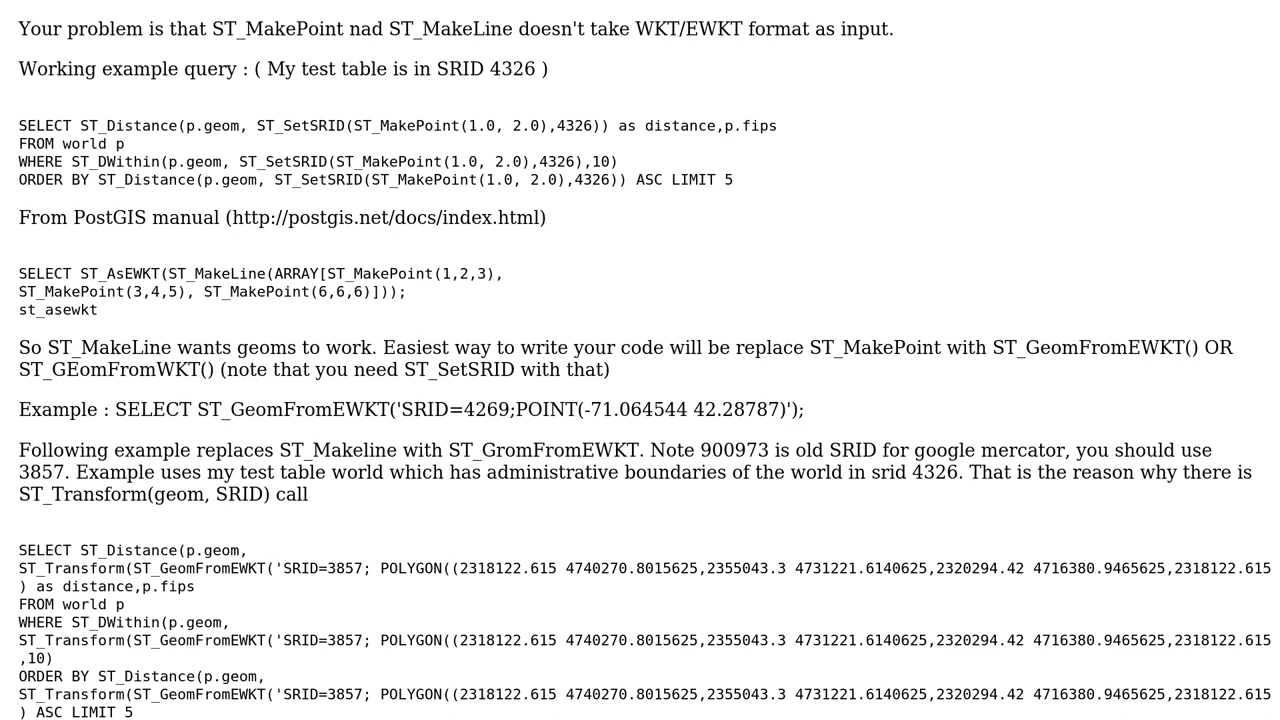 Your problem is that ST_MakePoint nad ST_MakeLine doesn't take WKT/EWKT format as input.
Working example query : ( My test table is in SRID 4326 )
SELECT ST_Distance(p.geom, ST_SetSRID(ST_MakePoint(1.0, 2.0),4326)) as distance,p.fips
FROM world p
WHERE ST_DWithin(p.geom, ST_SetSRID(ST_MakePoint(1.0, 2.0),4326),10)
ORDER BY ST_Distance(p.geom, ST_SetSRID(ST_MakePoint(1.0, 2.0),4326)) ASC LIMIT 5
From PostGIS manual (http://postgis.net/docs/index.html)
SELECT ST_AsEWKT(ST_MakeLine(ARRAY[ST_MakePoint(1,2,3),
ST_MakePoint(3,4,5), ST_MakePoint(6,6,6)]));
st_asewkt
So ST_MakeLine wants geoms to work. Easiest way to write your code will be replace ST_MakePoint with ST_GeomFromEWKT() OR
ST_GEomFromWKT() (note that you need ST_SetSRID with that)
Example : SELECT ST_GeomFromEWKT('SRID=4269;POINT(-71.064544 42.28787)');
Following example replaces ST_Makeline with ST_GromFromEWKT. Note 900973 is old SRID for google mercator, you should use
3857. Example uses my test table world which has administrative boundaries of the world in srid 4326. That is the reason why there is
ST_Transform(geom, SRID) call
SELECT ST_Distance(p.geom,
ST_Transform(ST_GeomFromEWKT('SRID=3857; POLYGON((2318122.615 4740270.8015625,2355043.3 4731221.6140625,2320294.42 4716380.9465625,2318122.615
) as distance,p.fips
FROM world p
WHERE ST_DWithin(p.geom,
ST_Transform(ST_GeomFromEWKT('SRID=3857; POLYGON((2318122.615 4740270.8015625,2355043.3 4731221.6140625,2320294.42 4716380.9465625,2318122.615
,10)
ORDER BY ST_Distance(p.geom,
ST_Transform(ST_GeomFromEWKT('SRID=3857; POLYGON((2318122.615 4740270.8015625,2355043.3 4731221.6140625,2320294.42 4716380.9465625,2318122.615
) ASC LIMIT 5